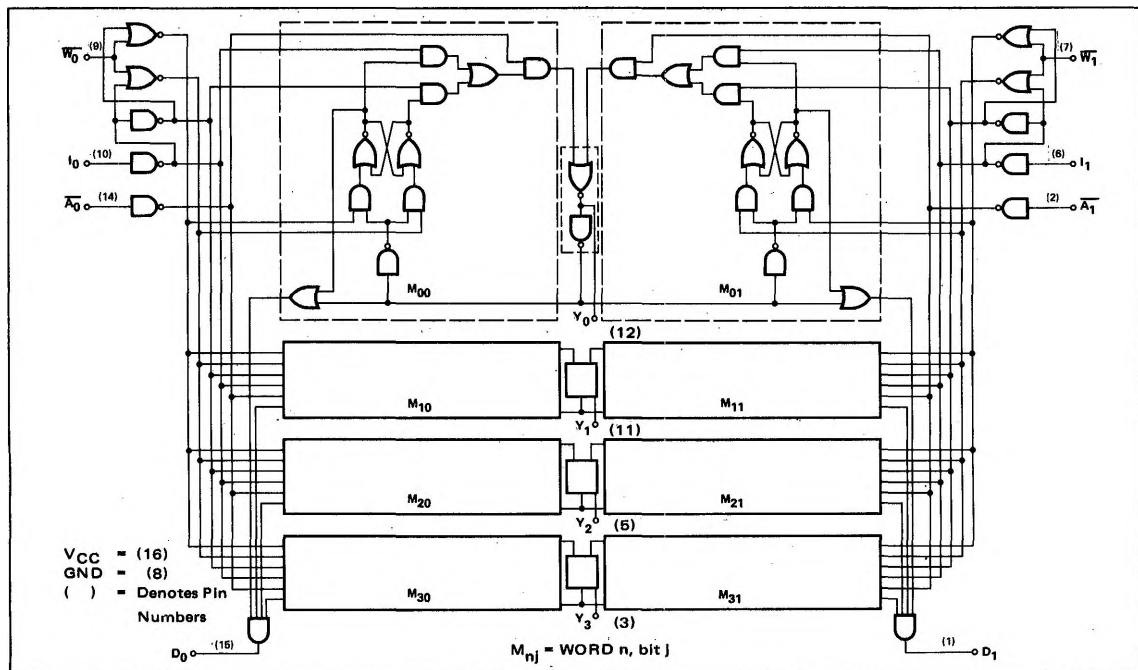 W̅0̅ (9)
(7) W̅1̅
I0 (10)
(6) I1
A̅0̅ (14)
(2) A̅1̅
M00
M01
Y0
(12)
M10
M11
Y1 (11)
M20
M21
Y2 (5)
VCC = (16)
GND = (8)
( ) = Denotes Pin
Numbers
M30
M31
Y3 (3)
D0 (15)
Mnj = WORD n, bit j
(1) D1